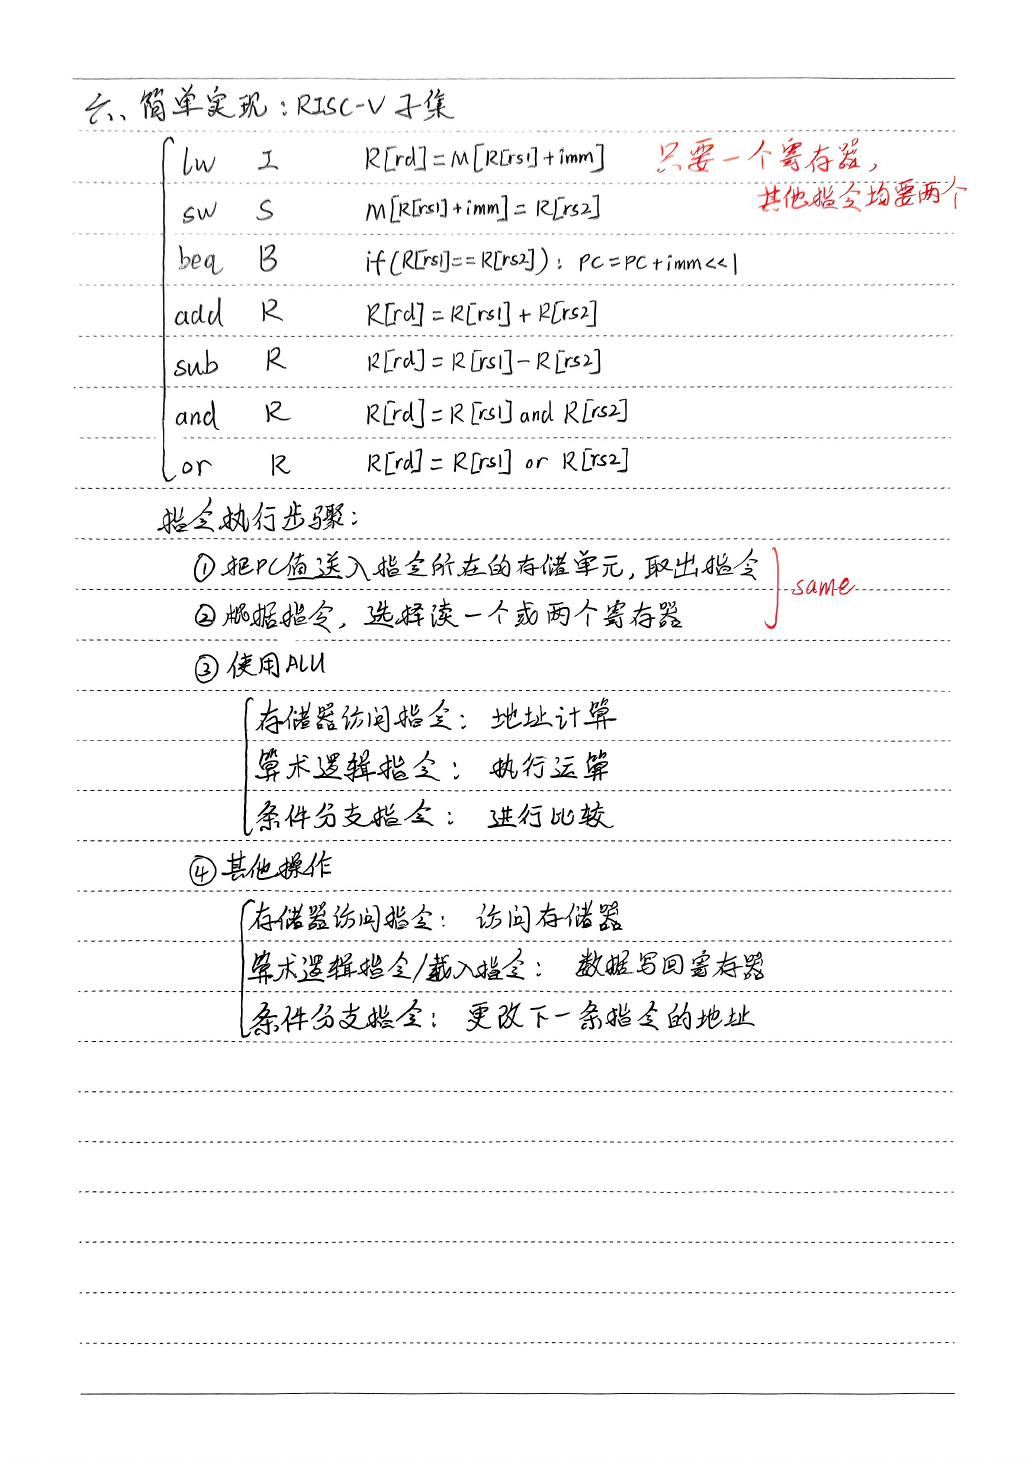 六、简单实现：RISC-V 子集
lw I R[rd]=M[R[rs1]+imm] 只要一个寄存器，
其他指令均要两个
sw S M[R[rs1]+imm]=R[rs2]
beq B if(R[rs1]==R[rs2])：PC=PC+imm<<1
add R R[rd]=R[rs1]+R[rs2]
sub R R[rd]=R[rs1]-R[rs2]
and R R[rd]=R[rs1] and R[rs2]
or R R[rd]=R[rs1] or R[rs2]
指令执行步骤：
①把PC值送入指令所在的存储单元，取出指令
same
②根据指令，选择读一个或两个寄存器
③使用ALU
存储器访问指令：地址计算
算术逻辑指令：执行运算
条件分支指令：进行比较
④其他操作
存储器访问指令：访问存储器
算术逻辑指令/载入指令：数据写回寄存器
条件分支指令：更改下一条指令的地址